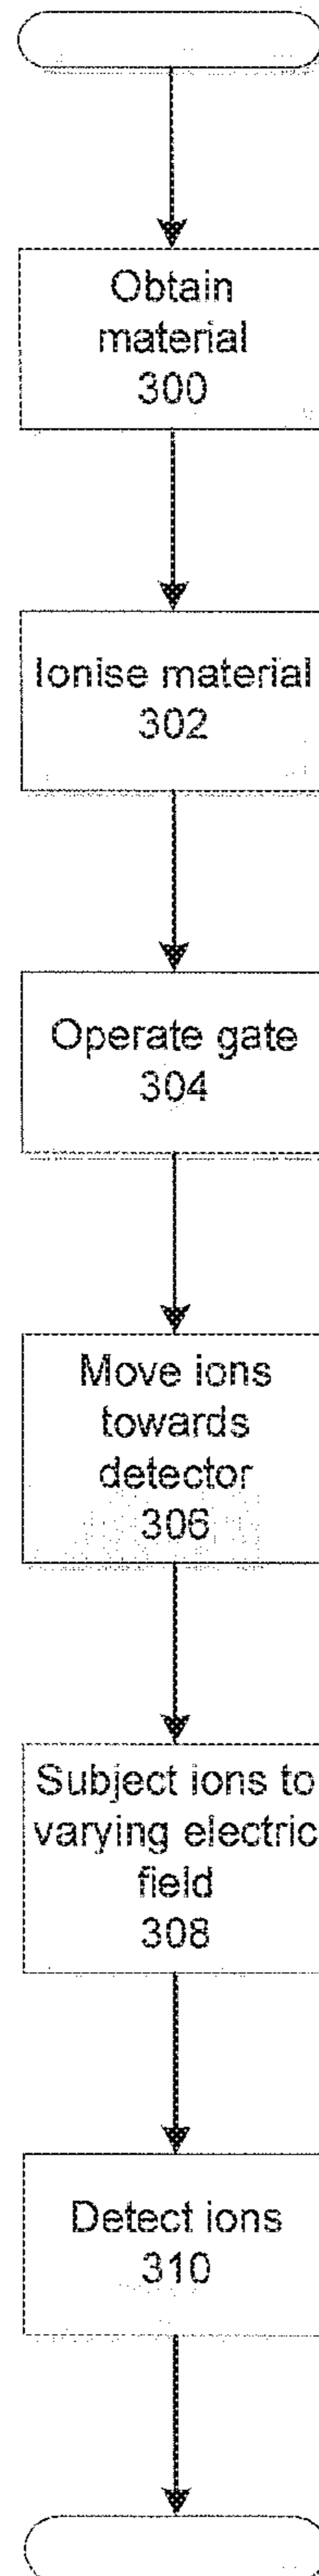 Obtain
material
300
Ionise material
302
Operate gate
304
Move ions
towards
detector
306
Subject ions to
varying electric
field
308
Detect ions
310